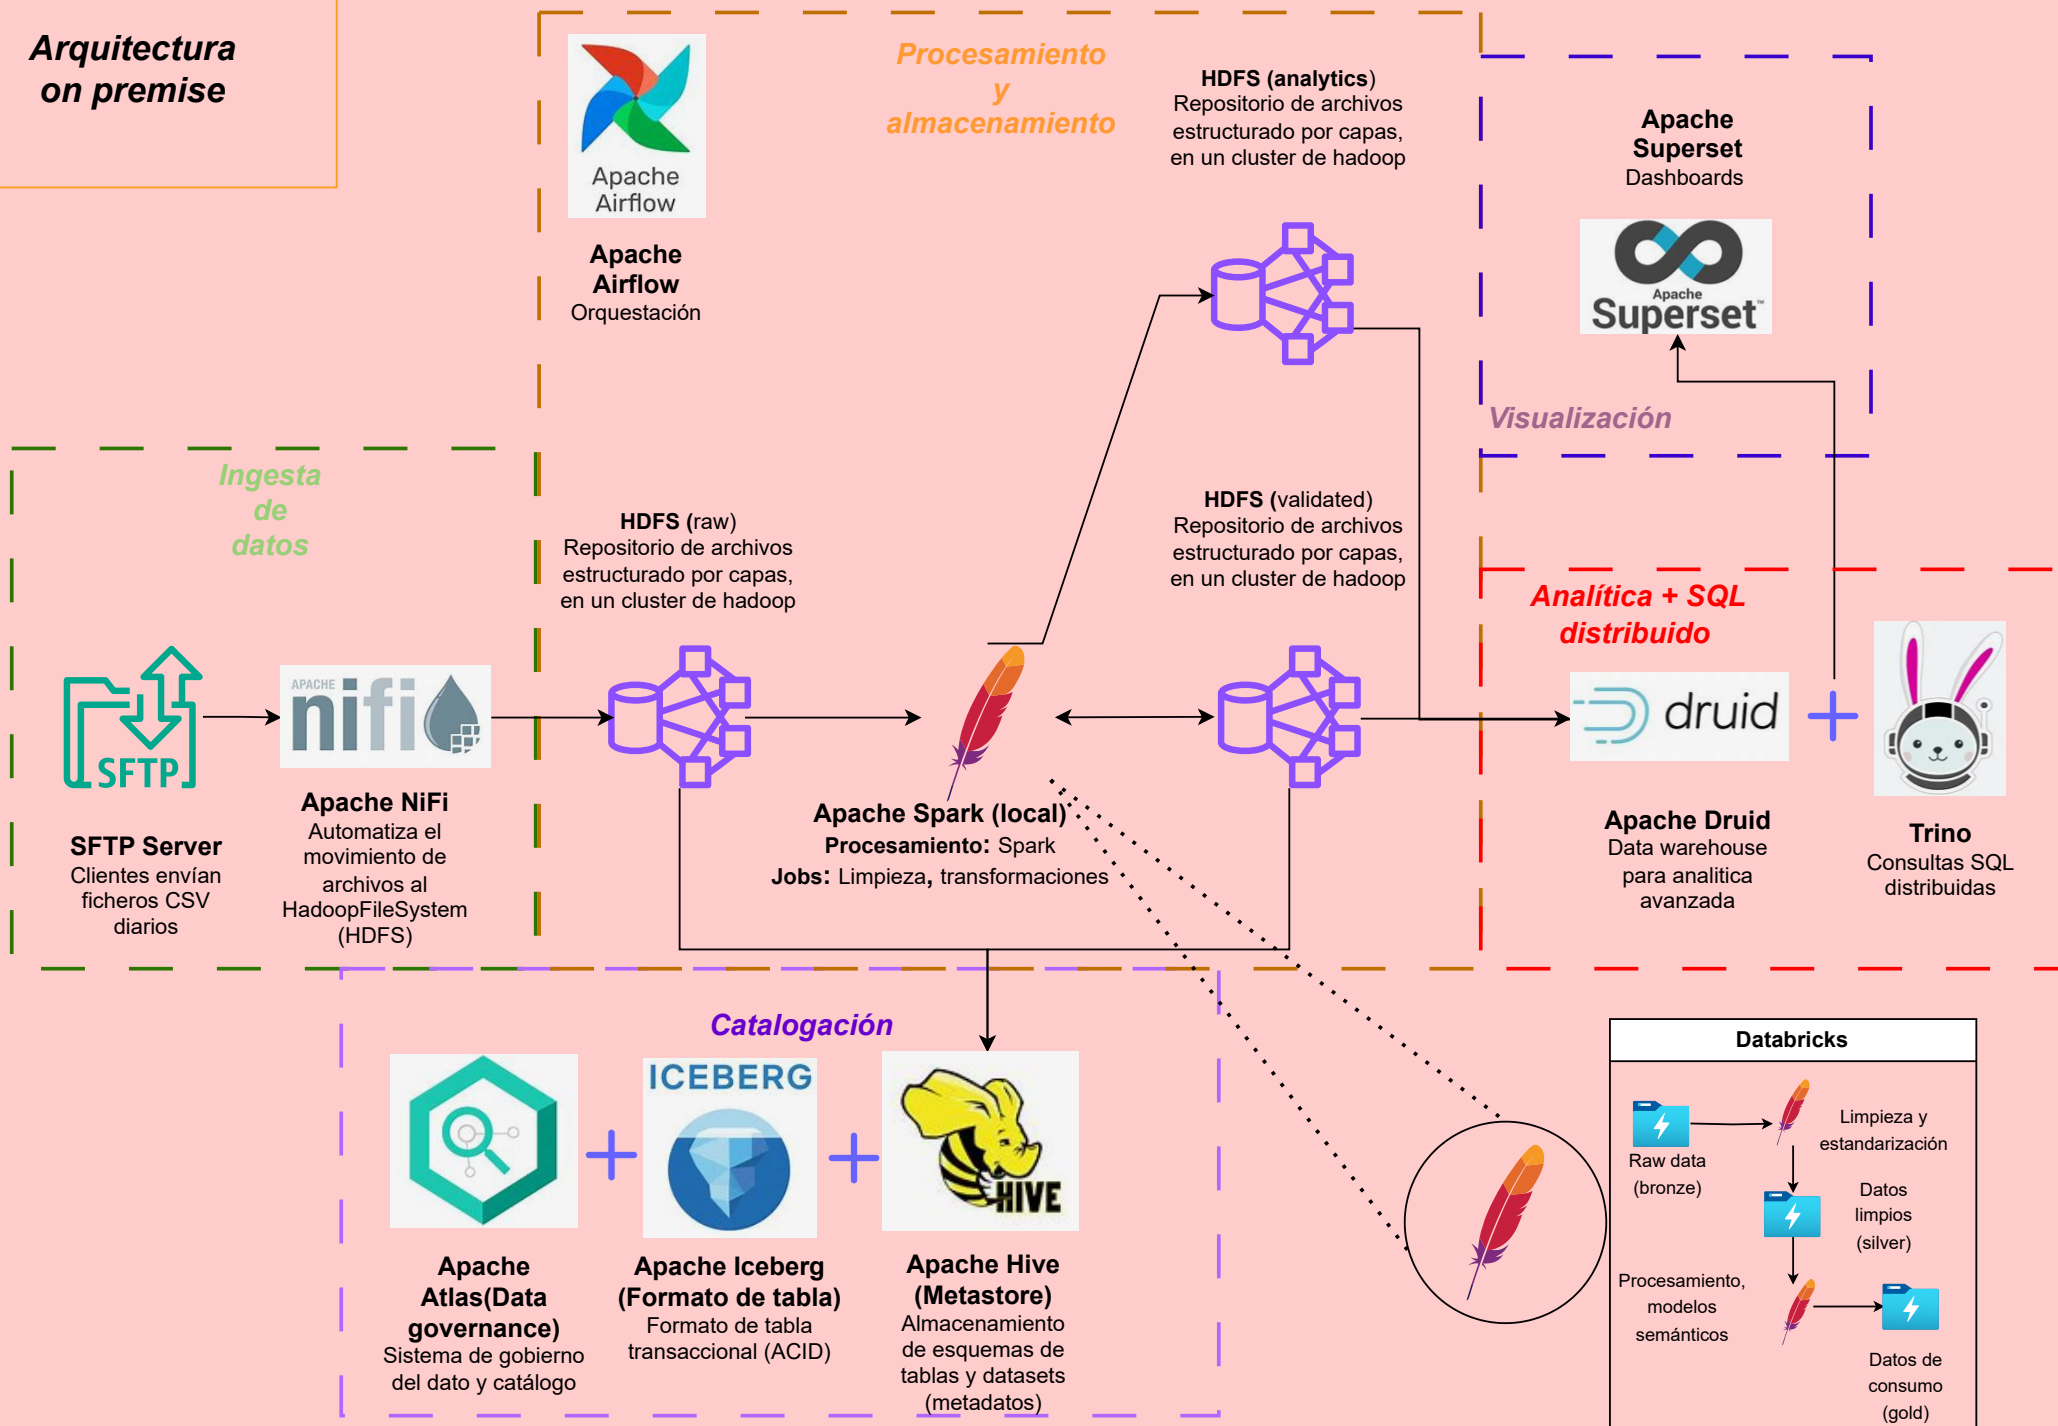 Arquitectura
on premise
Apache
Airflow
Apache
Airflow
Orquestación
Procesamiento
y
almacenamiento
HDFS (analytics)
Repositorio de archivos
estructurado por capas,
en un cluster de hadoop
Apache
Superset
Dashboards
Apache
Superset™
Visualización
Ingesta
de
datos
SFTP
SFTP Server
Clientes envían
ficheros CSV
diarios
APACHE
nifi
Apache NiFi
Automatiza el
movimiento de
archivos al
HadoopFileSystem
(HDFS)
HDFS (raw)
Repositorio de archivos
estructurado por capas,
en un cluster de hadoop
Apache Spark (local)
Procesamiento: Spark
Jobs: Limpieza, transformaciones
HDFS (validated)
Repositorio de archivos
estructurado por capas,
en un cluster de hadoop
Analítica + SQL
distribuido
druid
Apache Druid
Data warehouse
para analitica
avanzada
Trino
Consultas SQL
distribuidas
Catalogación
Apache
Atlas(Data
governance)
Sistema de gobierno
del dato y catálogo
ICEBERG
Apache Iceberg
(Formato de tabla)
Formato de tabla
transaccional (ACID)
HIVE
Apache Hive
(Metastore)
Almacenamiento
de esquemas de
tablas y datasets
(metadatos)
Databricks
Raw data
(bronze)
Limpieza y
estandarización
Datos
limpios
(silver)
Procesamiento,
modelos
semánticos
Datos de
consumo
(gold)